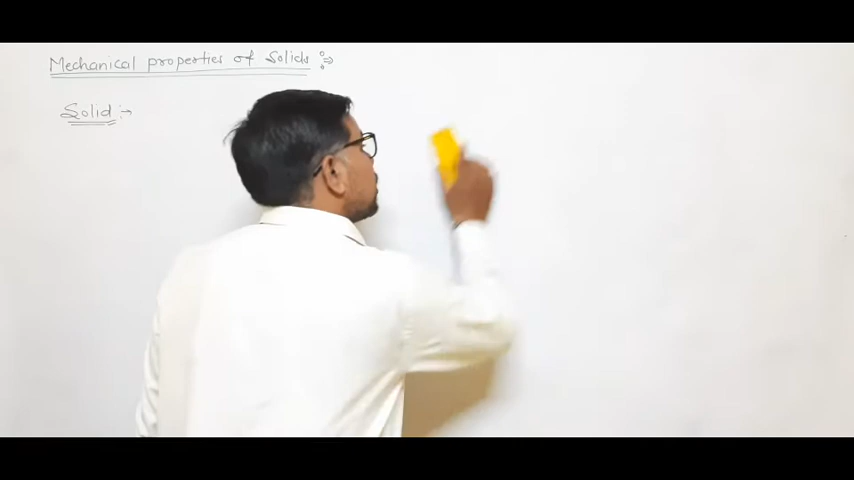 Mechanical properties of Solids :⇒
Solid :→